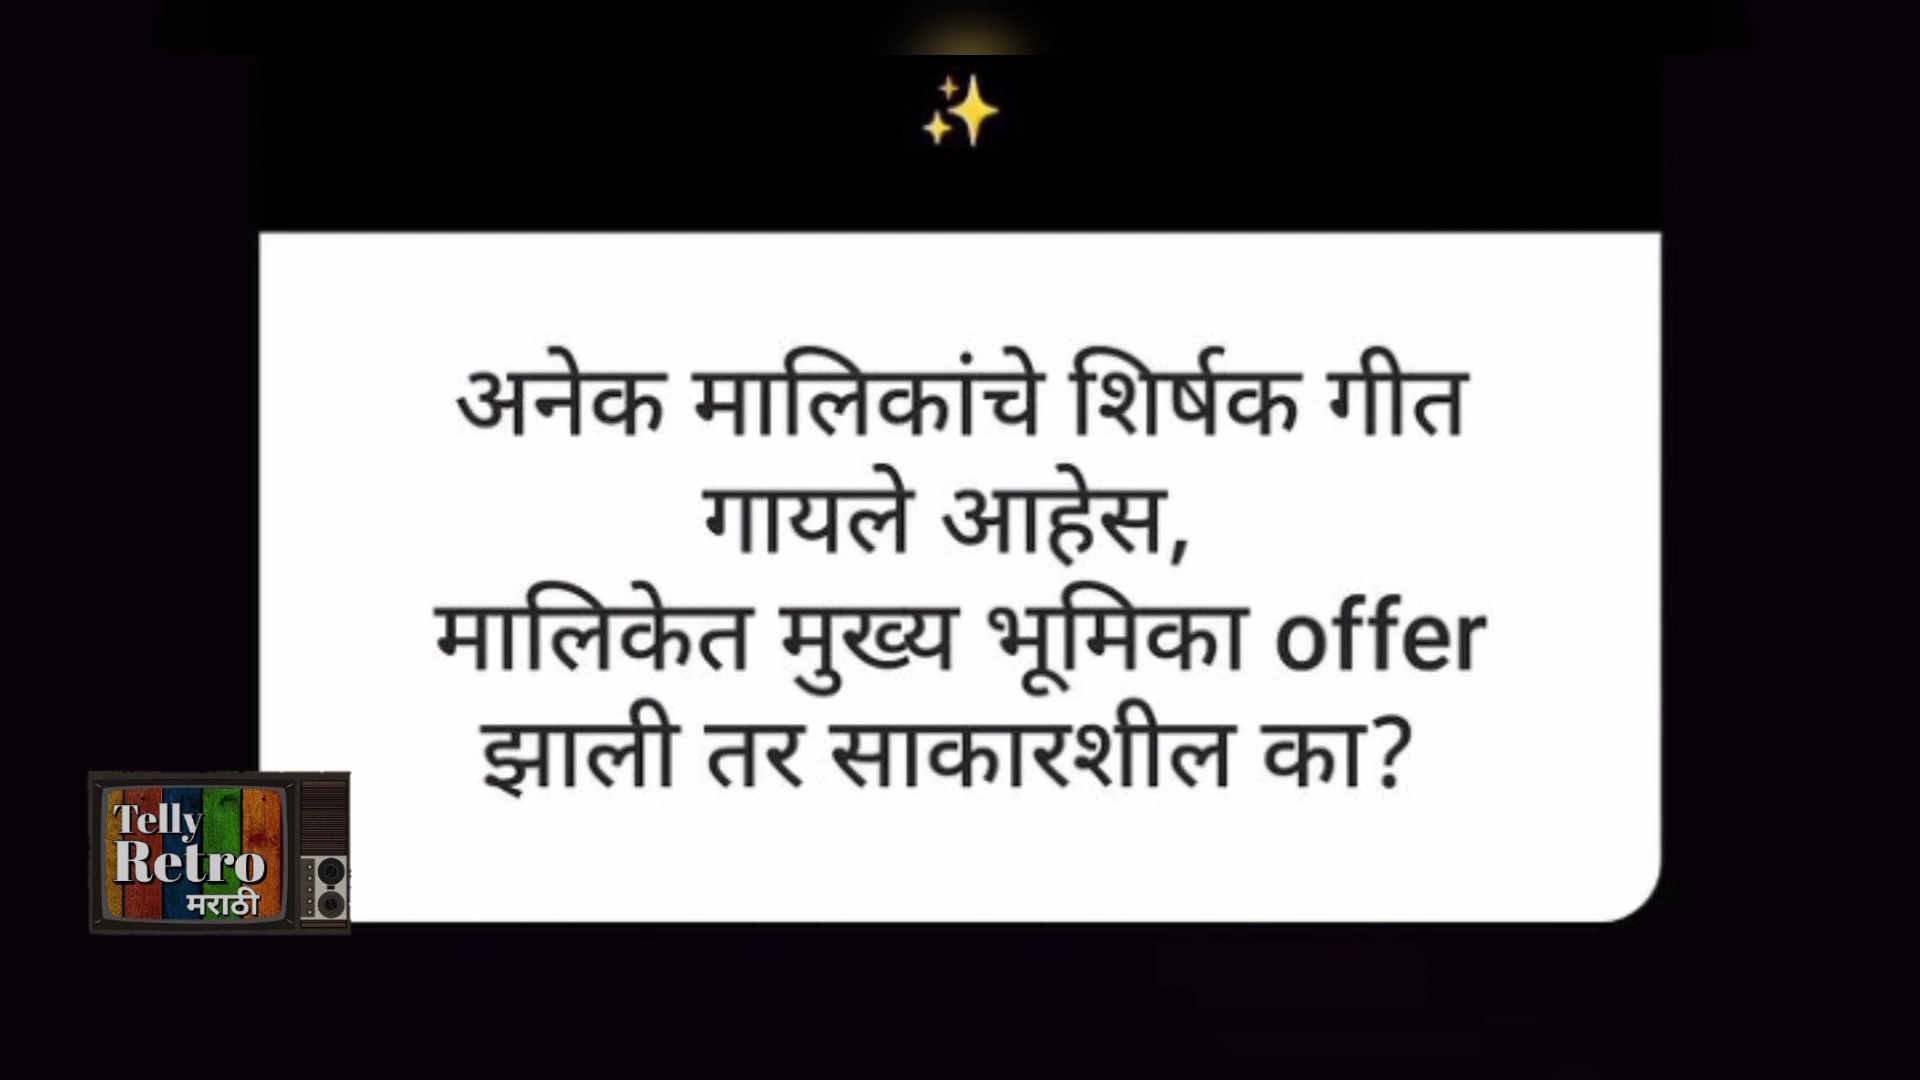 अनेक मालिकांचे शिर्षक गीत
गायले आहेस,
मालिकेत मुख्य भूमिका offer
झाली तर साकारशील का?
Telly
Retro
मराठी